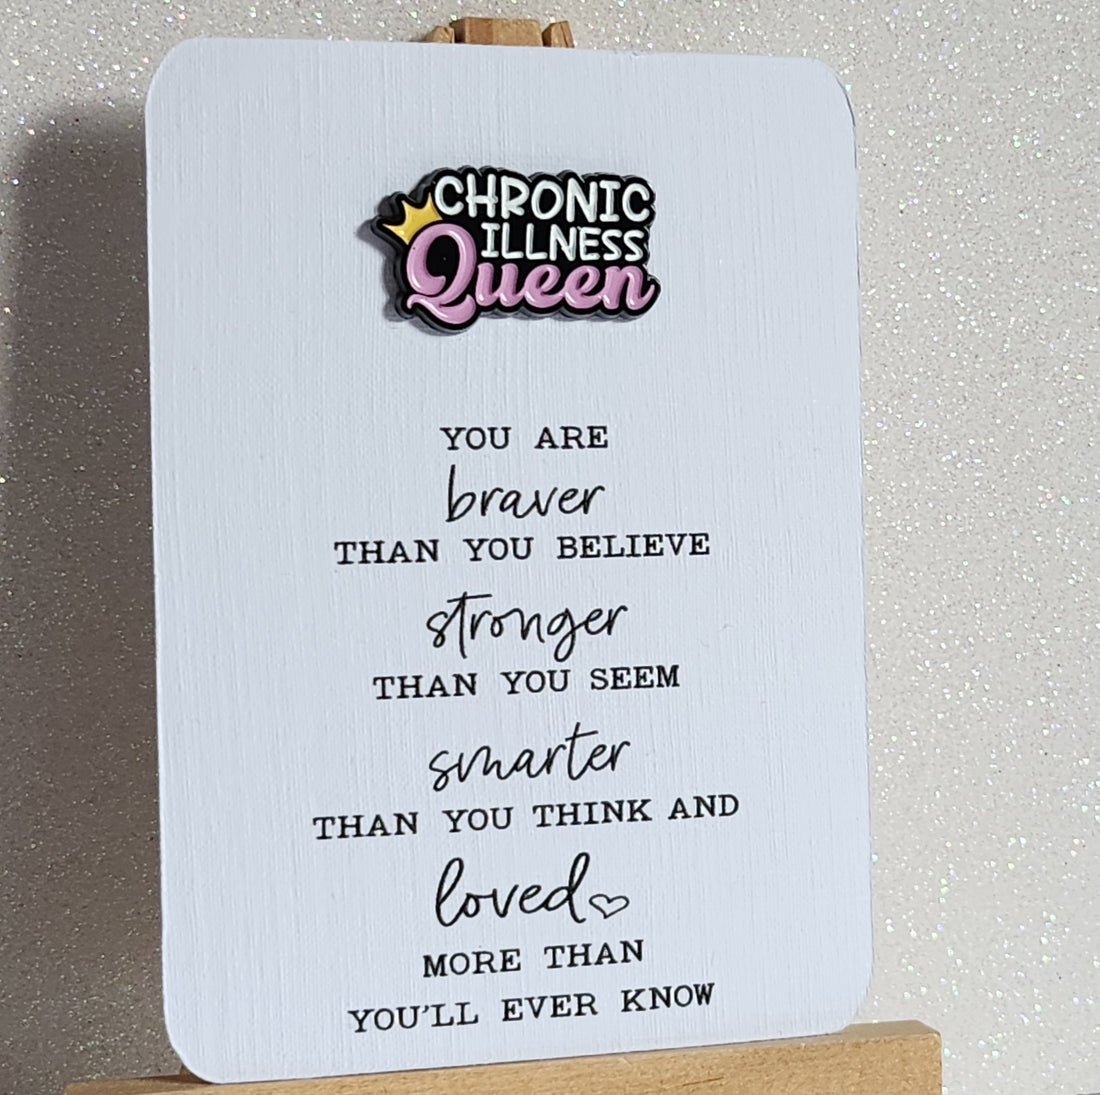 CHRONIC
ILLNESS
Queen
YOU ARE
braver
THAN YOU BELIEVE
stronger
THAN YOU SEEM
smarter
THAN YOU THINK AND
loved
MORE THAN
YOU'LL EVER KNOW